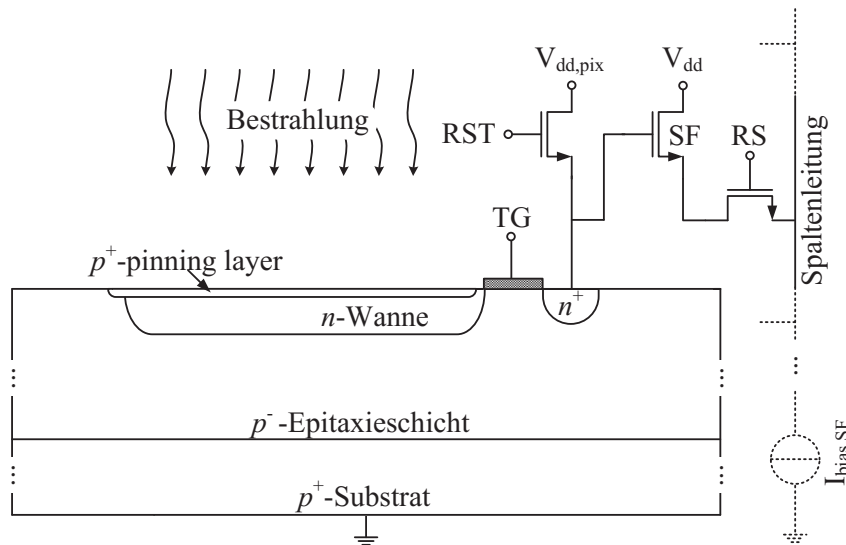 V_dd,pix
V_dd
Bestrahlung
RST
SF
RS
TG
Spaltenleitung
p⁺-pinning layer
n-Wanne
n⁺
p⁻-Epitaxieschicht
p⁺-Substrat
I_bias,SF